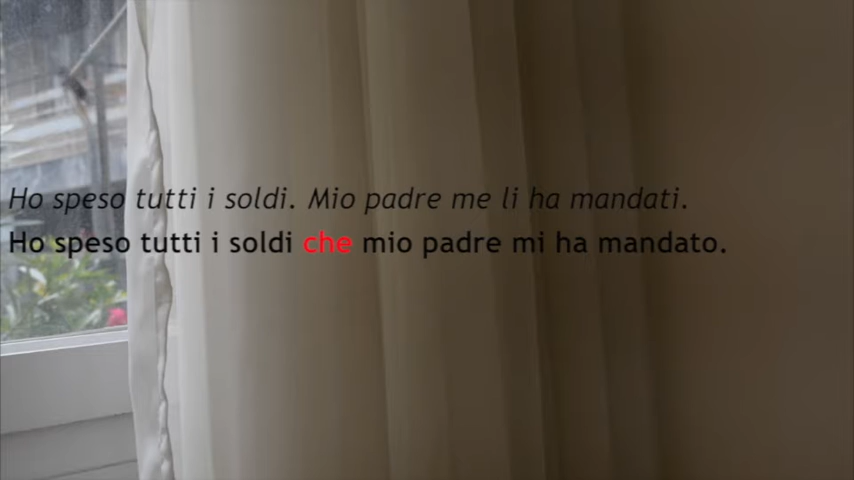 Ho speso tutti i soldi. Mio padre me li ha mandati.
Ho speso tutti i soldi che mio padre mi ha mandato.